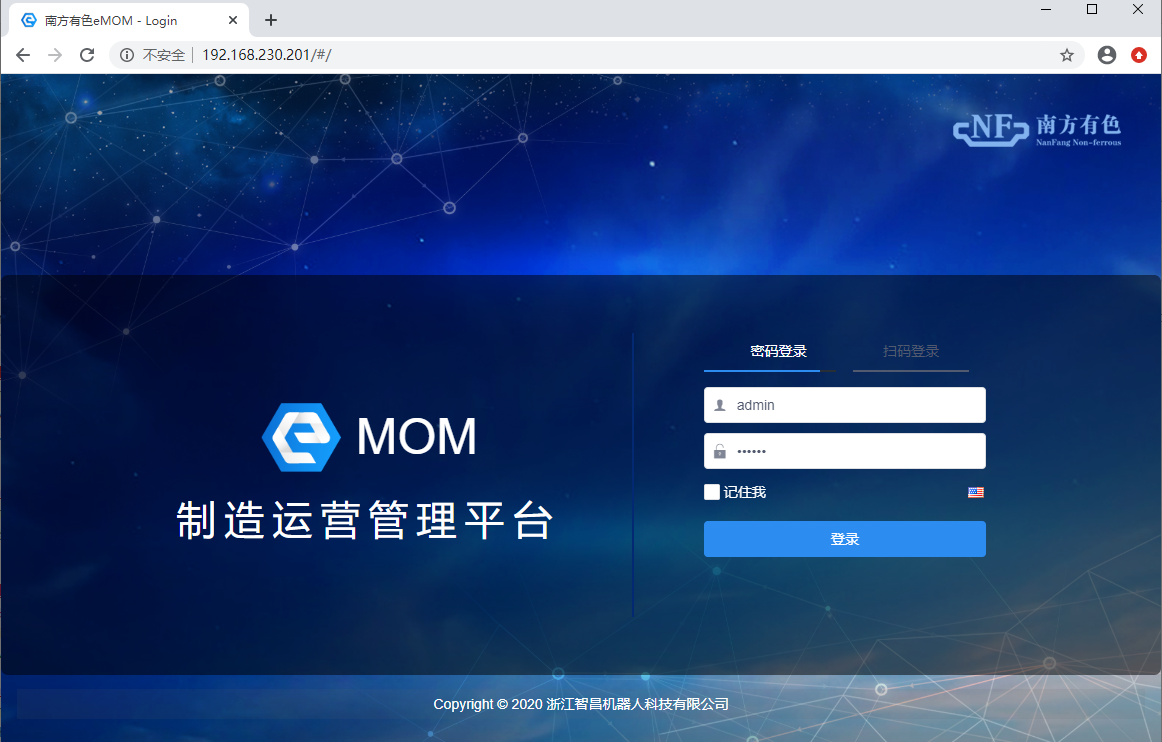 南方有色eMOM - Login
不安全 192.168.230.201/#/
NF 南方有色
NanFang Non-ferrous
密码登录 扫码登录
admin
••••••
e MOM
制造运营管理平台
记住我
登录
Copyright © 2020 浙江智昌机器人科技有限公司